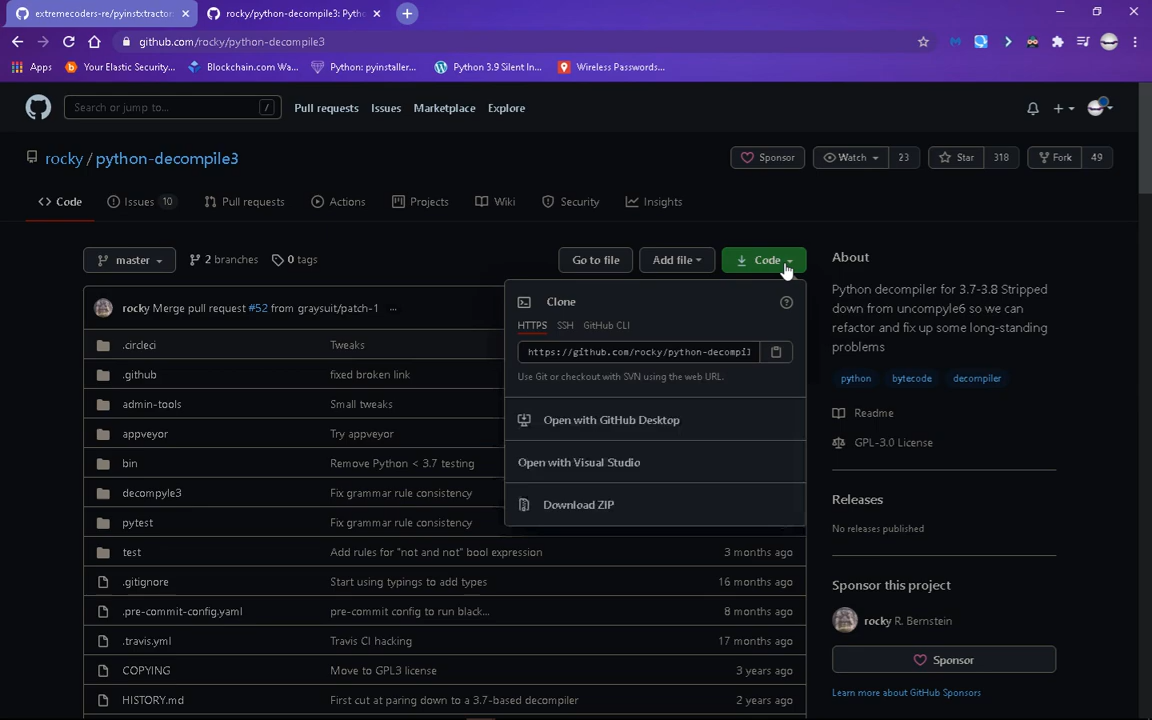 extremecoders-re/pyinstxtractor
rocky/python-decompile3: Pyth
github.com/rocky/python-decompile3
Apps
Your Elastic Security...
Blockchain.com Wa...
Python: pyinstaller...
Python 3.9 Silent In...
Wireless Passwords...
Search or jump to...
/
Pull requests
Issues
Marketplace
Explore
rocky / python-decompile3
Sponsor
Watch
23
Star
318
Fork
49
Code
Issues 10
Pull requests
Actions
Projects
Wiki
Security
Insights
master
2 branches
0 tags
Go to file
Add file
Code
About
Python decompiler for 3.7-3.8 Stripped
down from uncompyle6 so we can
refactor and fix up some long-standing
problems
python
bytecode
decompiler
Readme
GPL-3.0 License
Releases
No releases published
Sponsor this project
rocky R. Bernstein
Sponsor
Learn more about GitHub Sponsors
Clone
HTTPS
SSH
GitHub CLI
https://github.com/rocky/python-decompil
Use Git or checkout with SVN using the web URL.
Open with GitHub Desktop
Open with Visual Studio
Download ZIP
rocky Merge pull request #52 from graysuit/patch-1 ...
.circleci Tweaks
.github fixed broken link
admin-tools Small tweaks
appveyor Try appveyor
bin Remove Python < 3.7 testing
decompyle3 Fix grammar rule consistency
pytest Fix grammar rule consistency
test Add rules for "not and not" bool expression 3 months ago
.gitignore Start using typings to add types 16 months ago
.pre-commit-config.yaml pre-commit config to run black... 8 months ago
.travis.yml Travis CI hacking 17 months ago
COPYING Move to GPL3 license 3 years ago
HISTORY.md First cut at paring down to a 3.7-based decompiler 2 years ago